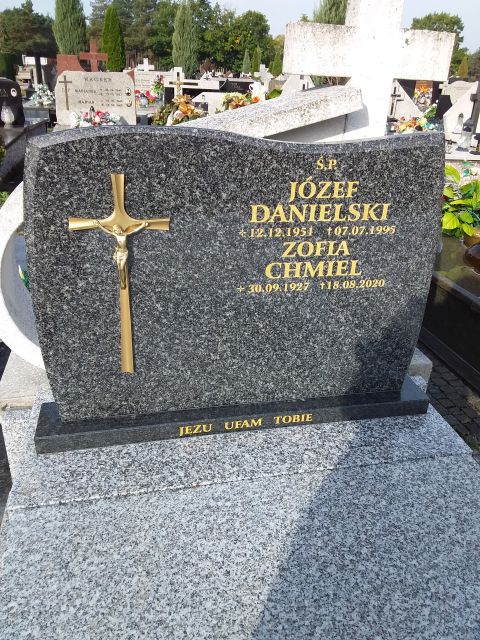 Ś.P.
JÓZEF
DANIELSKI
+12.12.1951 †07.07.1995
ZOFIA
CHMIEL
+30.09.1927 †18.08.2020
JEZU UFAM TOBIE